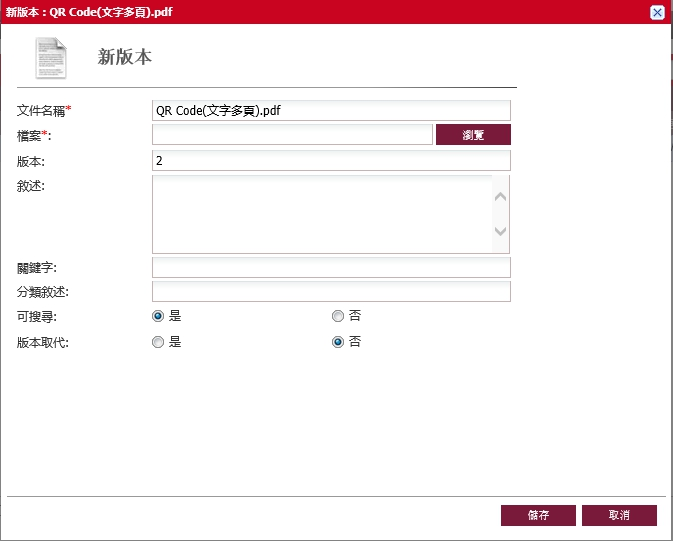 新版本：QR Code(文字多頁).pdf
新版本
文件名稱* QR Code(文字多頁).pdf
檔案*: 瀏覽
版本: 2
敘述:
關鍵字:
分類敘述:
可搜尋: 是 否
版本取代: 是 否
儲存 取消